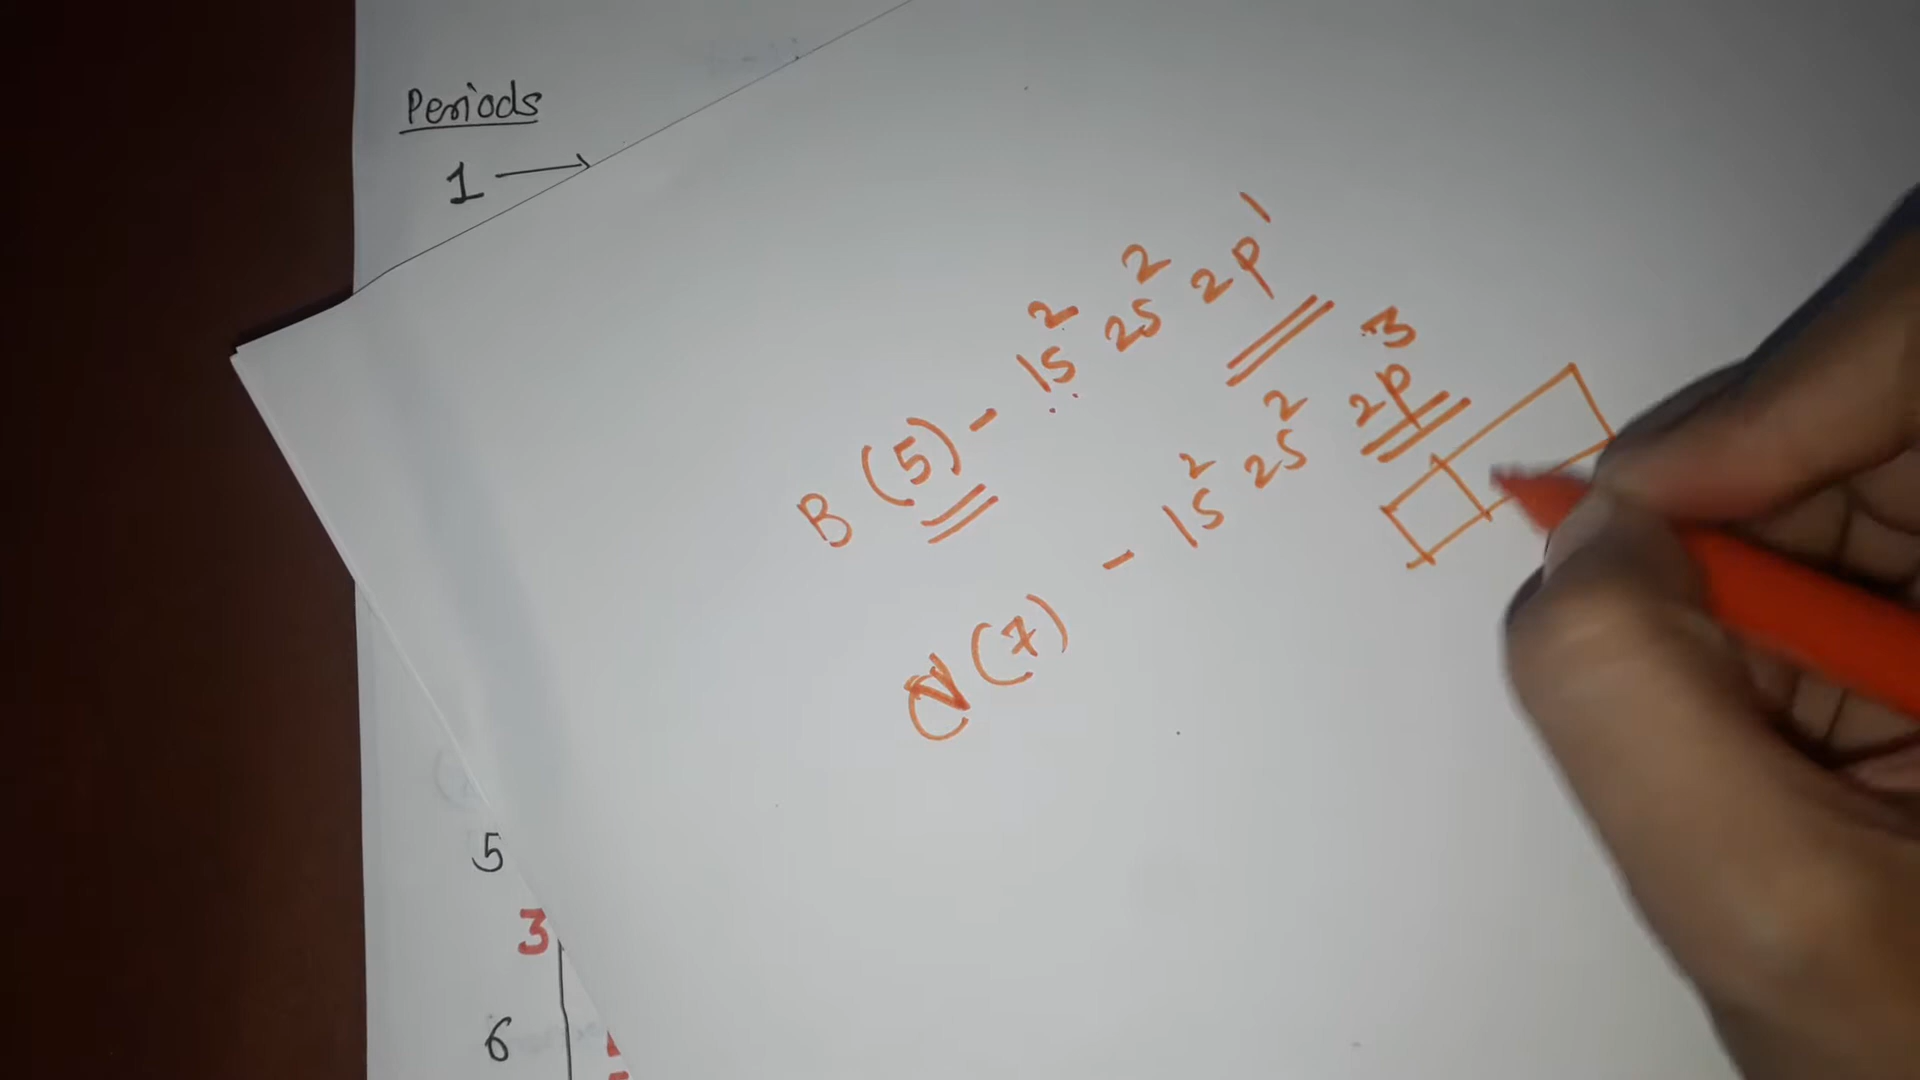 Periods
1 →
B (5) - 1s² 2s² 2p¹
N (7) - 1s² 2s² 2p³
5
3
6